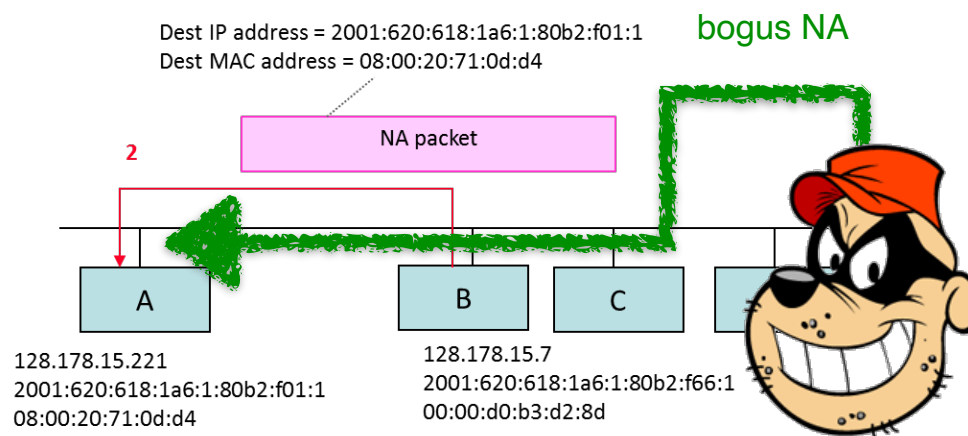 Dest IP address = 2001:620:618:1a6:1:80b2:f01:1
Dest MAC address = 08:00:20:71:0d:d4
bogus NA
NA packet
2
A
B
C
128.178.15.221
2001:620:618:1a6:1:80b2:f01:1
08:00:20:71:0d:d4
128.178.15.7
2001:620:618:1a6:1:80b2:f66:1
00:00:d0:b3:d2:8d